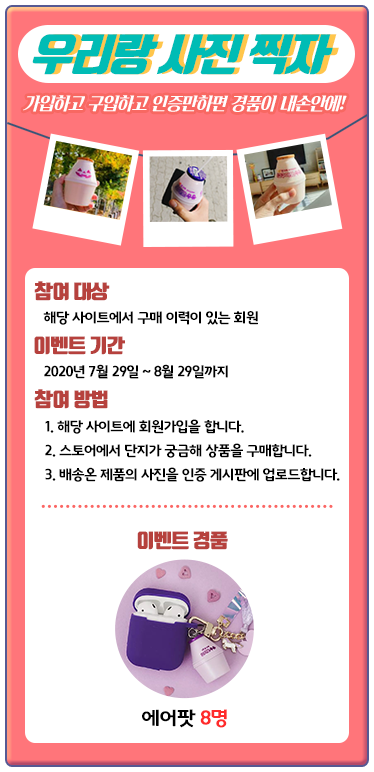 우리랑 사진 찍자
가입하고 구입하고 인증만하면 경품이 내손안에!
참여 대상
해당 사이트에서 구매 이력이 있는 회원
이벤트 기간
2020년 7월 29일 ~ 8월 29일까지
참여 방법
1. 해당 사이트에 회원가입을 합니다.
2. 스토어에서 단지가 궁금해 상품을 구매합니다.
3. 배송온 제품의 사진을 인증 게시판에 업로드합니다.
이벤트 경품
에어팟 8명